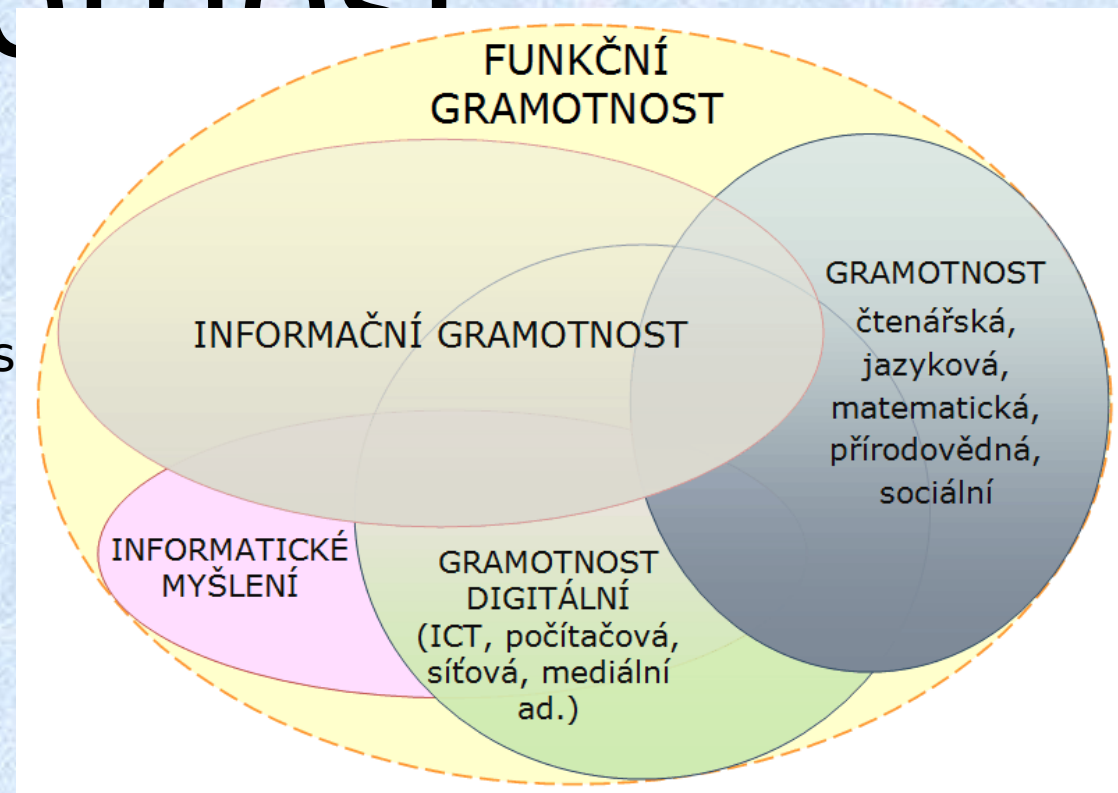 FUNKČNÍ
GRAMOTNOST
INFORMAČNÍ GRAMOTNOST
GRAMOTNOST
čtenářská,
jazyková,
matematická,
přírodovědná,
sociální
INFORMATICKÉ
MYŠLENÍ
GRAMOTNOST
DIGITÁLNÍ
(ICT, počítačová,
síťová, mediální
ad.)